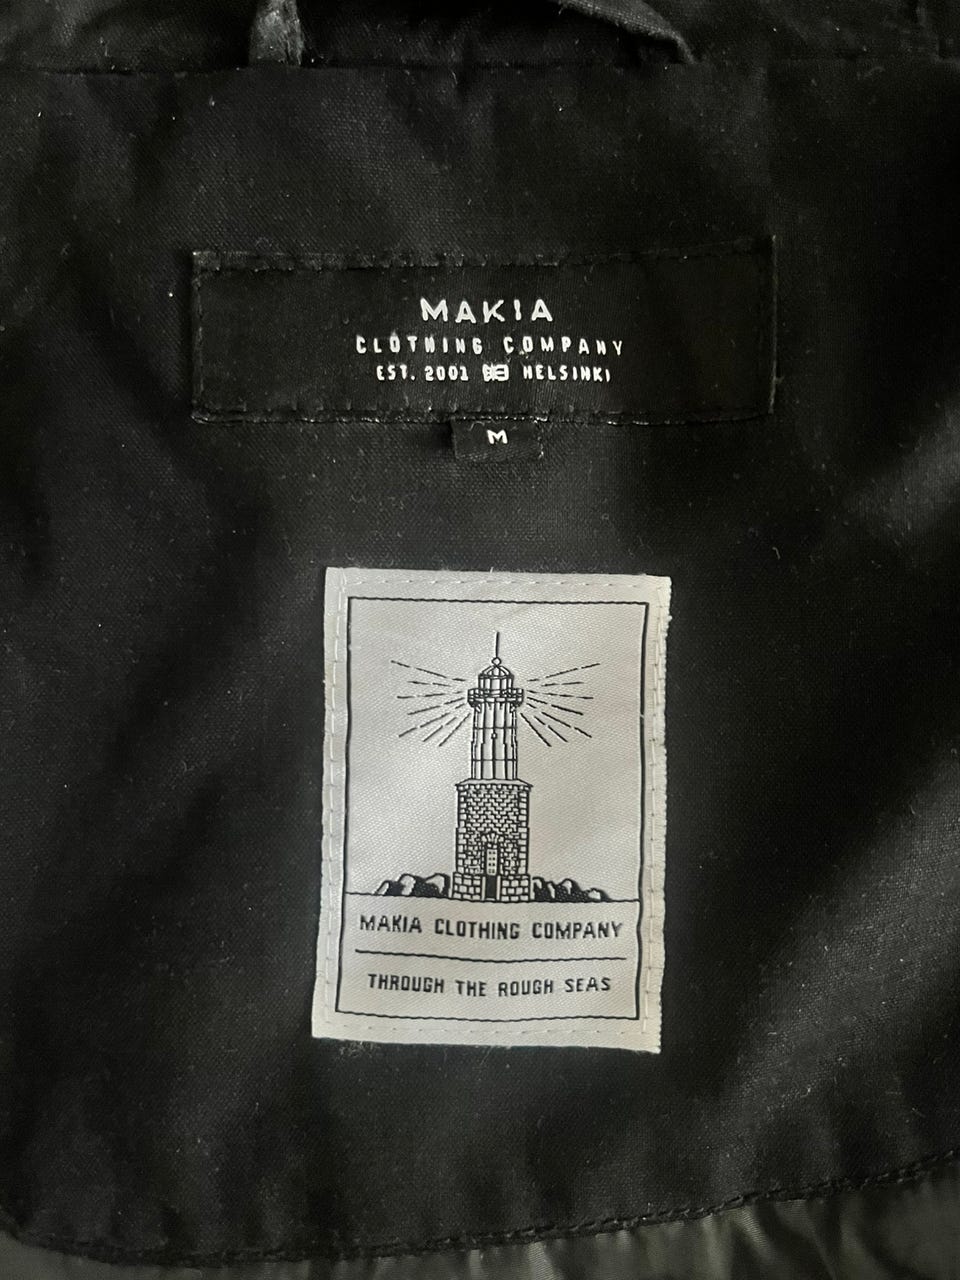 MAKIA
CLOTHING COMPANY
EST. 2001 HELSINKI
M
MAKIA CLOTHING COMPANY
THROUGH THE ROUGH SEAS